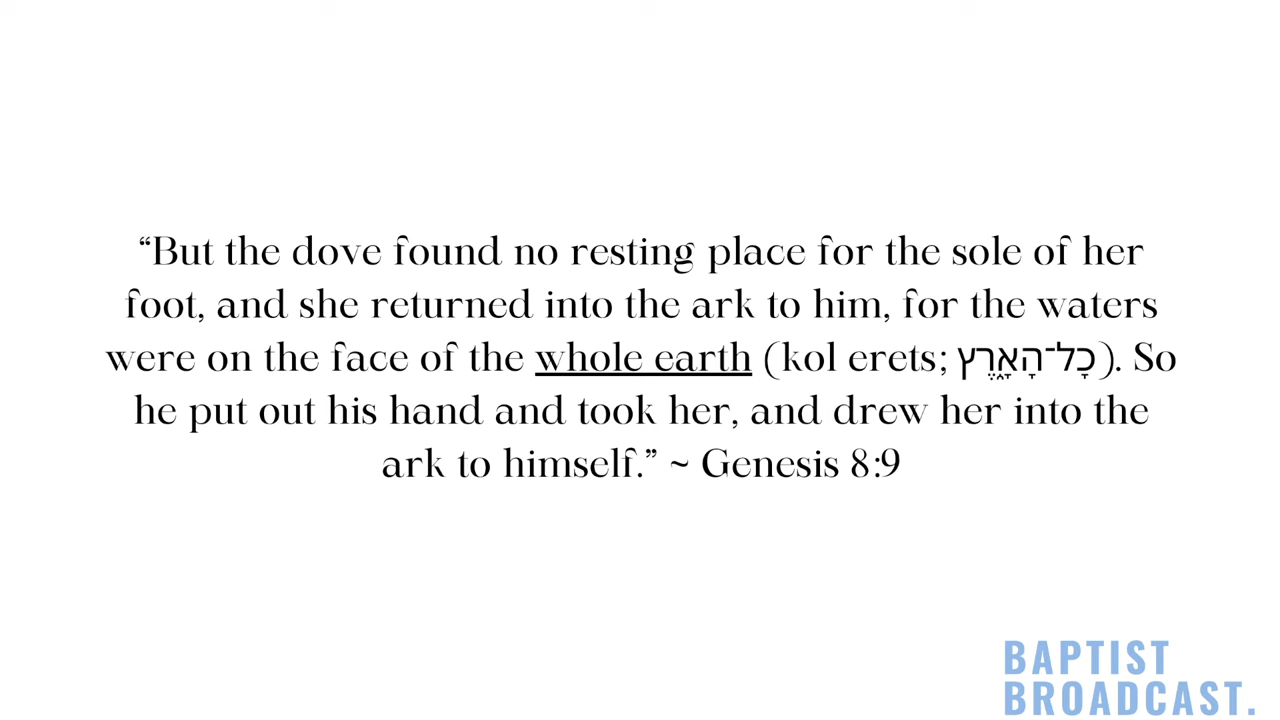 “But the dove found no resting place for the sole of her
foot, and she returned into the ark to him, for the waters
were on the face of the whole earth (kol erets; כָל־הָאָ֑רֶץ). So
he put out his hand and took her, and drew her into the
ark to himself.” ~ Genesis 8:9
BAPTIST
BROADCAST.